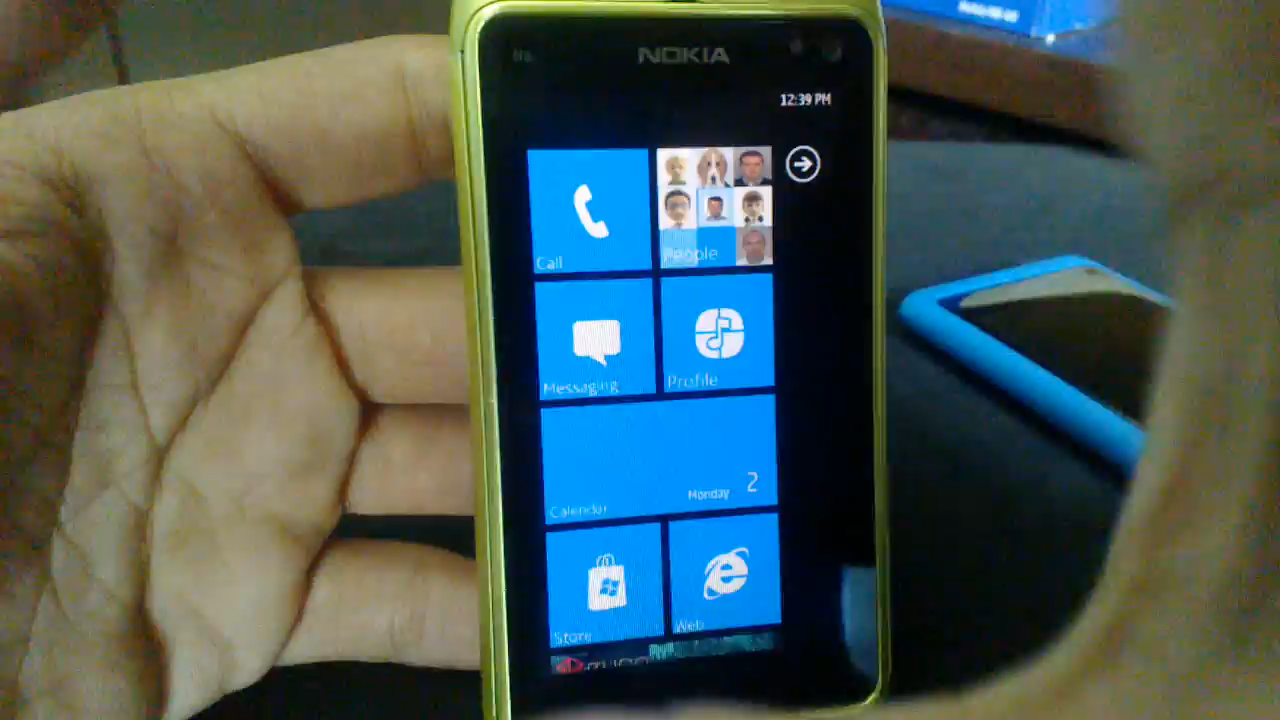 NOKIA
12:39 PM
Call
People
Messaging
Profile
Monday 2
Calendar
Store
Web